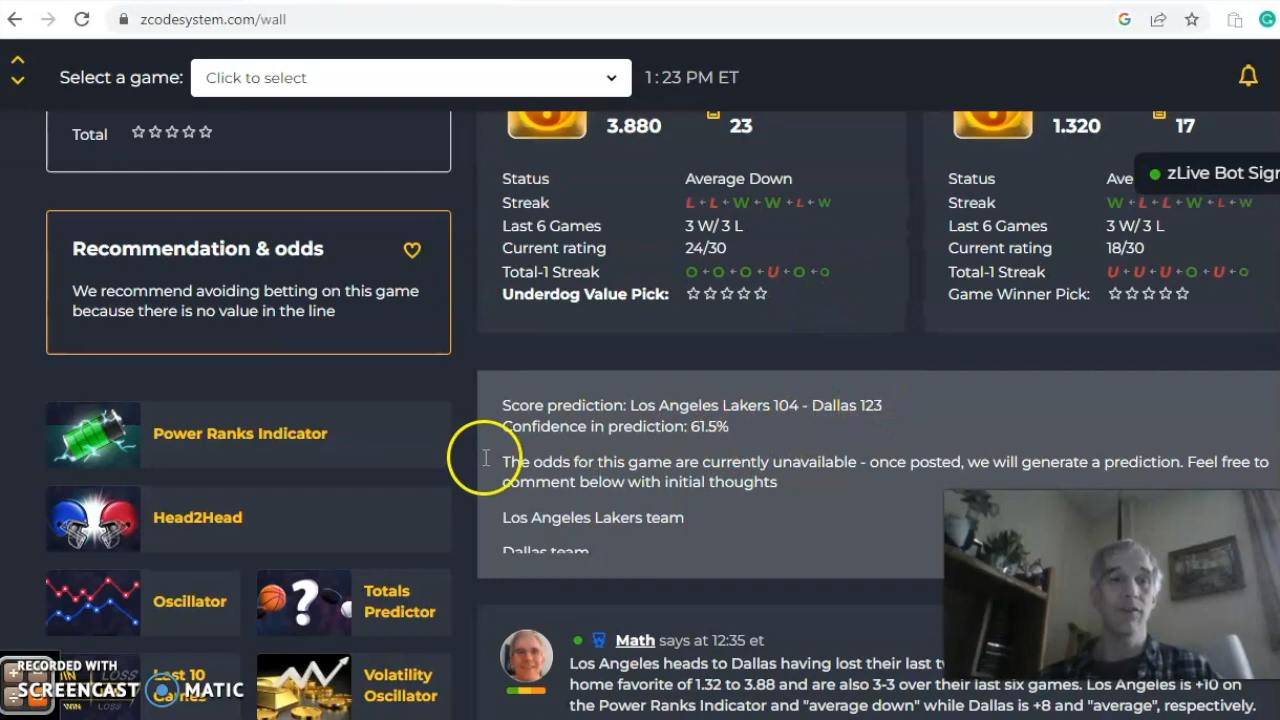 zcodesystem.com/wall
Select a game: Click to select 1:23 PM ET
Total
3.880 23
1.320 17
zLive Bot Sigr
Status Average Down
Streak L L W W L W
Last 6 Games 3 W/ 3 L
Current rating 24/30
Total-1 Streak O O O U O O
Underdog Value Pick:
Status Ave
Streak W L L W L W
Last 6 Games 3 W/ 3 L
Current rating 18/30
Total-1 Streak U U U O U O
Game Winner Pick:
Recommendation & odds
We recommend avoiding betting on this game
because there is no value in the line
Power Ranks Indicator
Head2Head
Oscillator
Totals
Predictor
Last 10
Volatility
Oscillator
Score prediction: Los Angeles Lakers 104 - Dallas 123
Confidence in prediction: 61.5%
The odds for this game are currently unavailable - once posted, we will generate a prediction. Feel free to
comment below with initial thoughts
Los Angeles Lakers team
Dallas team
Math says at 12:35 et
Los Angeles heads to Dallas having lost their last tw
home favorite of 1.32 to 3.88 and are also 3-3 over their last six games. Los Angeles is +10 on
the Power Ranks Indicator and "average down" while Dallas is +8 and "average", respectively.
RECORDED WITH
SCREENCAST MATIC
WIN LOSS